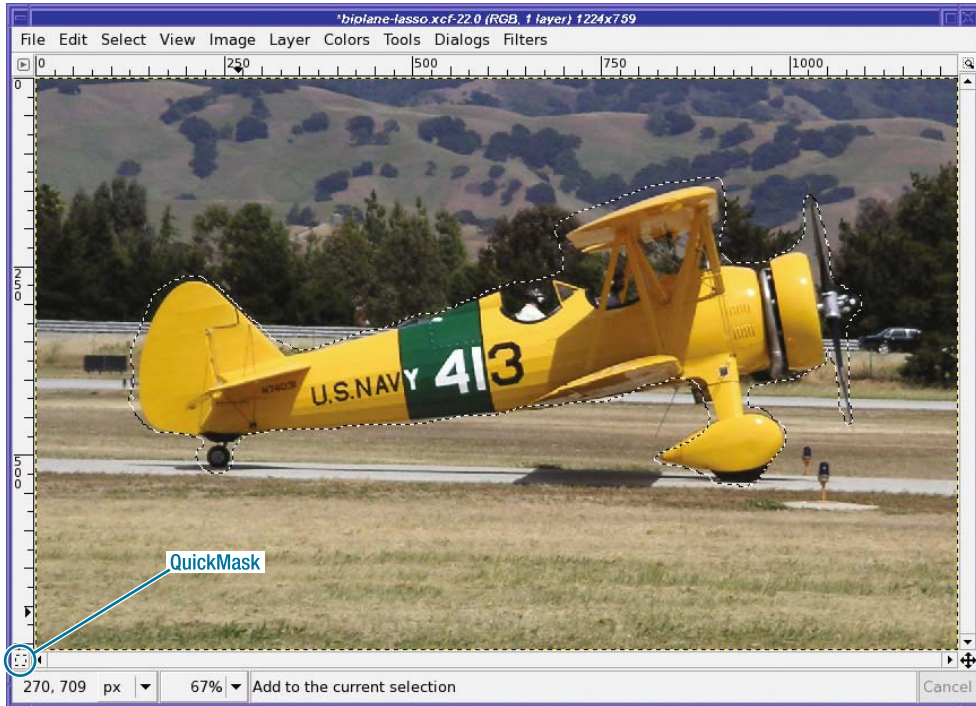 *biplane-lasso.xcf-22.0 (RGB, 1 layer) 1224x759
File Edit Select View Image Layer Colors Tools Dialogs Filters
0 250 500 750 1000
0
250
500
N74031
U.S.NAVY 413
QuickMask
270, 709 px 67% Add to the current selection Cancel